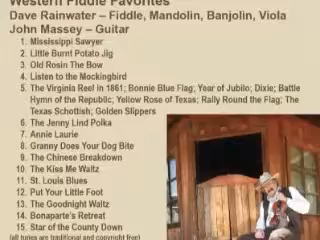 Western Fiddle Favorites
Dave Rainwater – Fiddle, Mandolin, Banjolin, Viola
John Massey – Guitar
1. Mississippi Sawyer
2. Little Burnt Potato Jig
3. Old Rosin The Bow
4. Listen to the Mockingbird
5. The Virginia Reel in 1861; Bonnie Blue Flag; Year of Jubilo; Dixie; Battle
Hymn of the Republic; Yellow Rose of Texas; Rally Round the Flag; The
Texas Schottish; Golden Slippers
6. The Jenny Lind Polka
7. Annie Laurie
8. Granny Does Your Dog Bite
9. The Chinese Breakdown
10. The Kiss Me Waltz
11. St. Louis Blues
12. Put Your Little Foot
13. The Goodnight Waltz
14. Bonaparte's Retreat
15. Star of the County Down
(all tunes are traditional and copyright free)